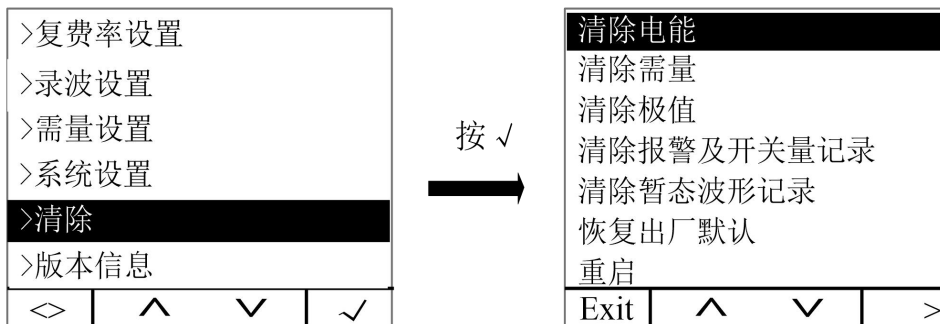 >复费率设置
>录波设置
>需量设置
>系统设置
>清除
>版本信息
<> ∧ ∨ √
按√
清除电能
清除需量
清除极值
清除报警及开关量记录
清除暂态波形记录
恢复出厂默认
重启
Exit ∧ ∨ >